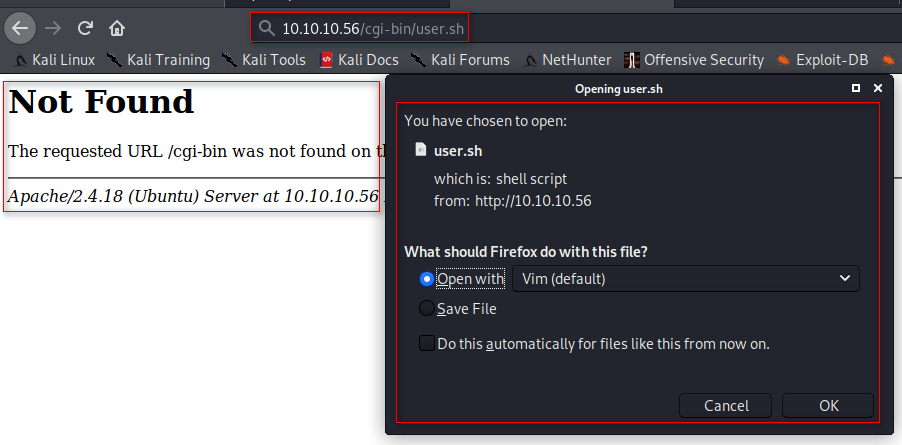 10.10.10.56/cgi-bin/user.sh
Kali Linux Kali Training Kali Tools Kali Docs Kali Forums NetHunter Offensive Security Exploit-DB
Not Found
The requested URL /cgi-bin was not found on
Apache/2.4.18 (Ubuntu) Server at 10.10.10.56
Opening user.sh
You have chosen to open:
user.sh
which is: shell script
from: http://10.10.10.56
What should Firefox do with this file?
Open with Vim (default)
Save File
Do this automatically for files like this from now on.
Cancel OK